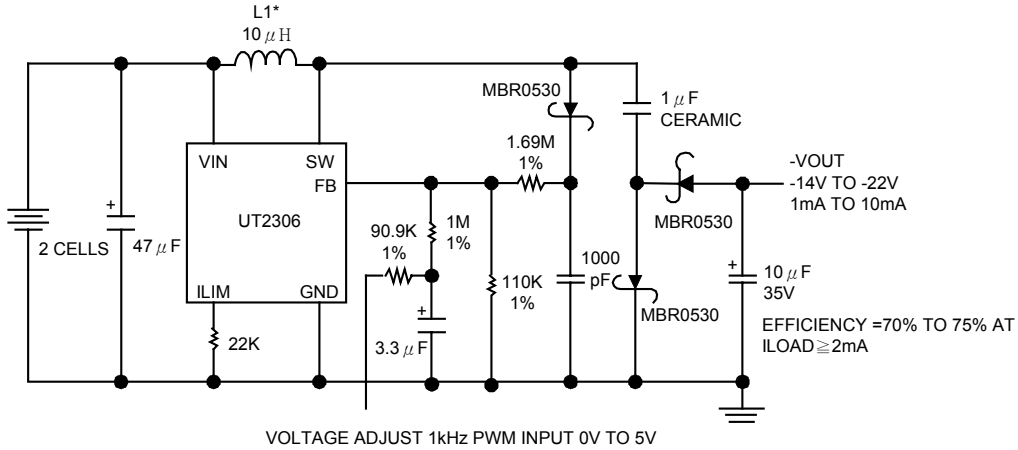 L1*
10 μH
MBR0530
1 μF
CERAMIC
VIN
SW
FB
1.69M
1%
-VOUT
-14V TO -22V
1mA TO 10mA
UT2306
MBR0530
+
2 CELLS
+
47 μF
90.9K
1%
1M
1%
110K
1%
1000
pF
MBR0530
+
10 μF
35V
ILIM
GND
22K
+
3.3 μF
EFFICIENCY =70% TO 75% AT
ILOAD≧2mA
VOLTAGE ADJUST 1kHz PWM INPUT 0V TO 5V